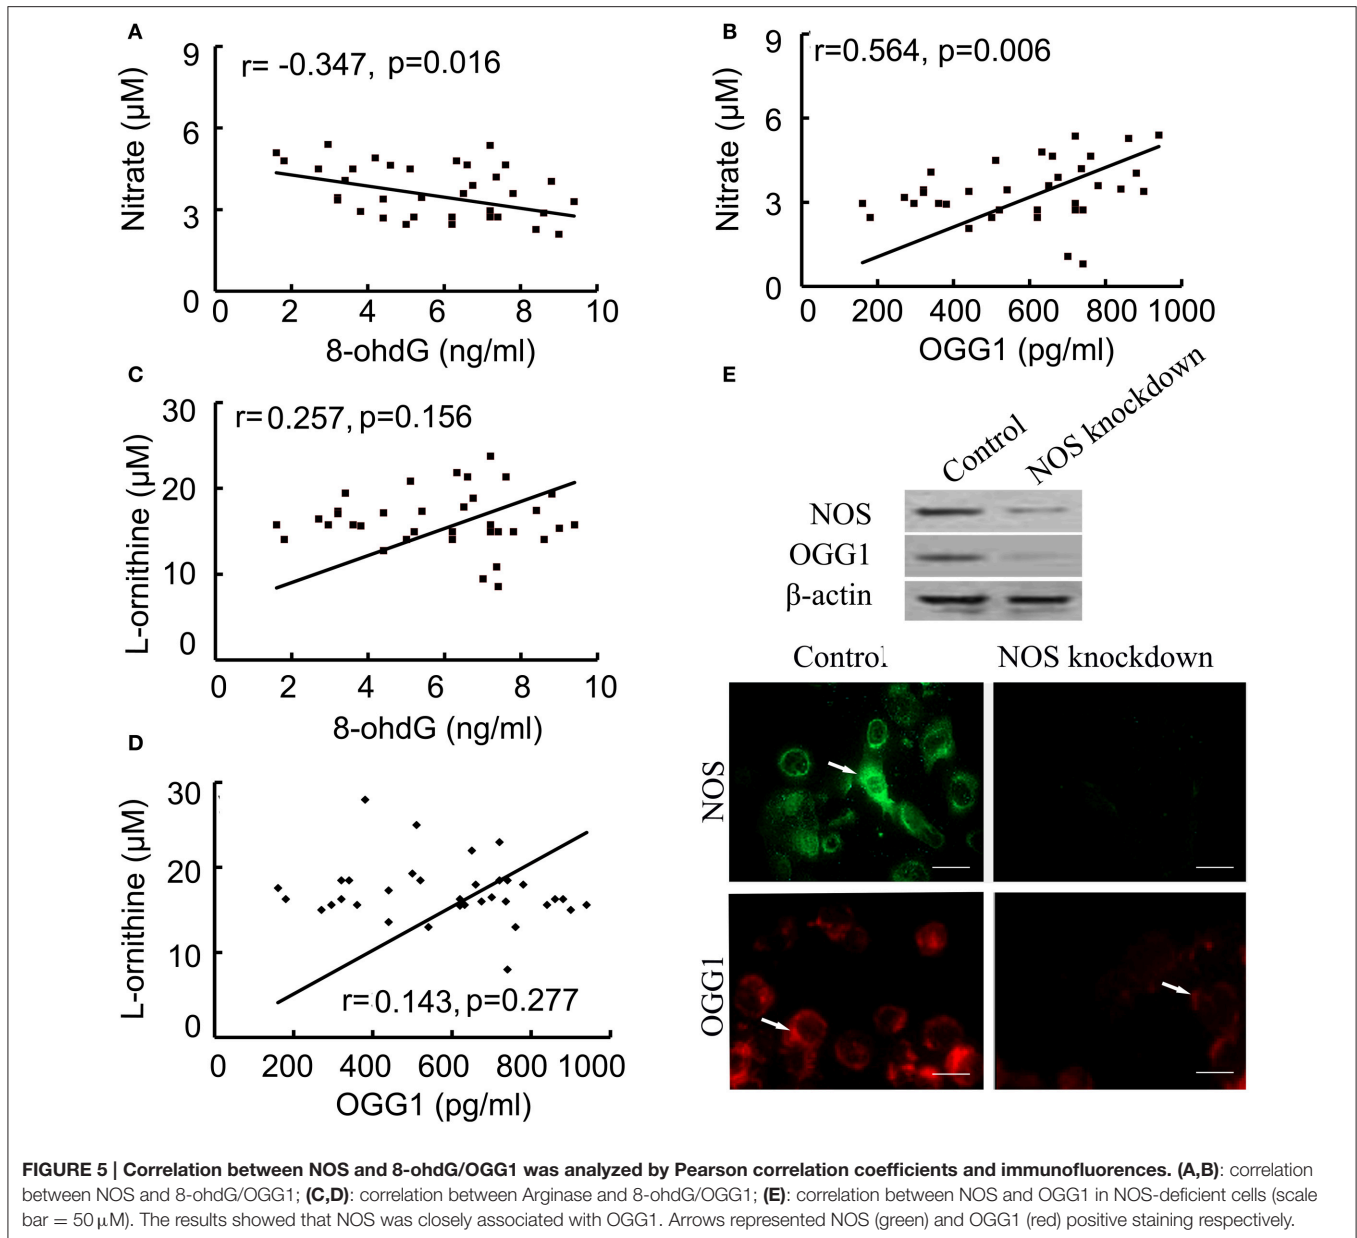 A
9
6
3
0
Nitrate (µM)
r= -0.347, p=0.016
0 2 4 6 8 10
8-ohdG (ng/ml)
B
9
6
3
0
Nitrate (µM)
r=0.564, p=0.006
0 200 400 600 800 1000
OGG1 (pg/ml)
C
30
20
10
0
L-ornithine (µM)
r=0.257, p=0.156
0 2 4 6 8 10
8-ohdG (ng/ml)
D
30
20
10
0
L-ornithine (µM)
r=0.143, p=0.277
0 200 400 600 800 1000
OGG1 (pg/ml)
E
Control NOS knockdown
NOS
OGG1
β-actin
Control NOS knockdown
NOS
OGG1
FIGURE 5 | Correlation between NOS and 8-ohdG/OGG1 was analyzed by Pearson correlation coefficients and immunofluorences. (A,B): correlation
between NOS and 8-ohdG/OGG1; (C,D): correlation between Arginase and 8-ohdG/OGG1; (E): correlation between NOS and OGG1 in NOS-deficient cells (scale
bar = 50 µM). The results showed that NOS was closely associated with OGG1. Arrows represented NOS (green) and OGG1 (red) positive staining respectively.